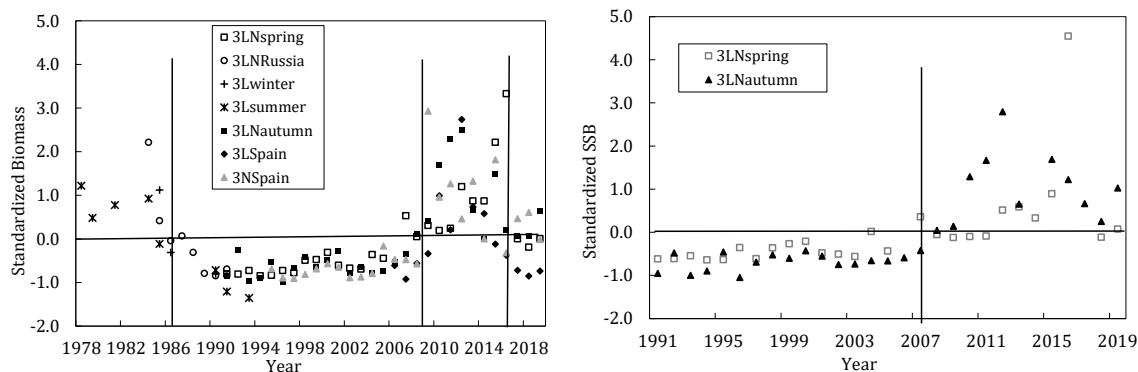 5.0
4.0
3.0
2.0
1.0
0.0
-1.0
-2.0
Standardized Biomass
3LNspring
3LNRussia
3Lwinter
3Lsummer
3LNautumn
3LSpain
3NSpain
1978 1982 1986 1990 1994 1998 2002 2006 2010 2014 2018
Year
5.0
4.0
3.0
2.0
1.0
0.0
-1.0
-2.0
Standardized SSB
3LNspring
3LNautumn
1991 1995 1999 2003 2007 2011 2015 2019
Year